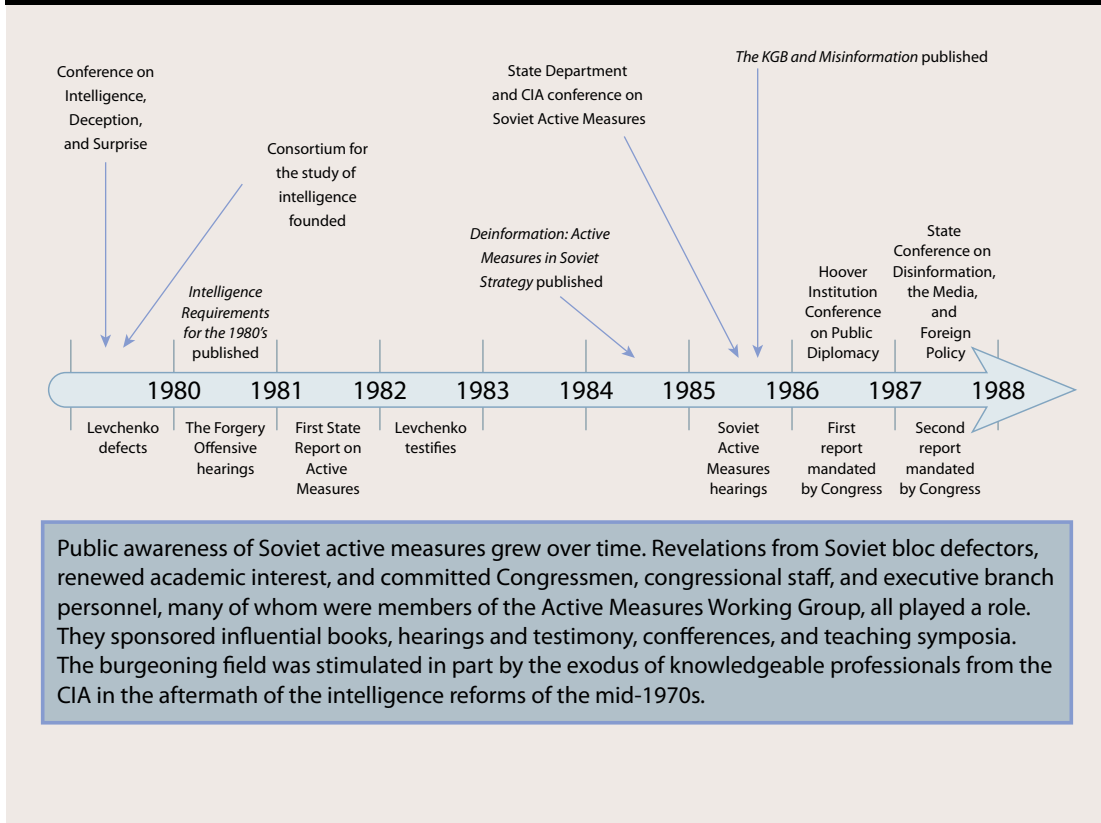 The KGB and Misinformation published
Conference on
Intelligence,
Deception,
and Surprise
State Department
and CIA conference on
Soviet Active Measures
Consortium for
the study of
intelligence
founded
Deinformation: Active
Measures in Soviet
Strategy published
Intelligence
Requirements
for the 1980's
published
Hoover
Institution
Conference
on Public
Diplomacy
State
Conference on
Disinformation,
the Media,
and
Foreign
Policy
1980 1981 1982 1983 1984 1985 1986 1987 1988
Levchenko
defects
The Forgery
Offensive
hearings
First State
Report on
Active
Measures
Levchenko
testifies
Soviet
Active
Measures
hearings
First
report
mandated
by Congress
Second
report
mandated
by Congress
Public awareness of Soviet active measures grew over time. Revelations from Soviet bloc defectors,
renewed academic interest, and committed Congressmen, congressional staff, and executive branch
personnel, many of whom were members of the Active Measures Working Group, all played a role.
They sponsored influential books, hearings and testimony, confferences, and teaching symposia.
The burgeoning field was stimulated in part by the exodus of knowledgeable professionals from the
CIA in the aftermath of the intelligence reforms of the mid-1970s.